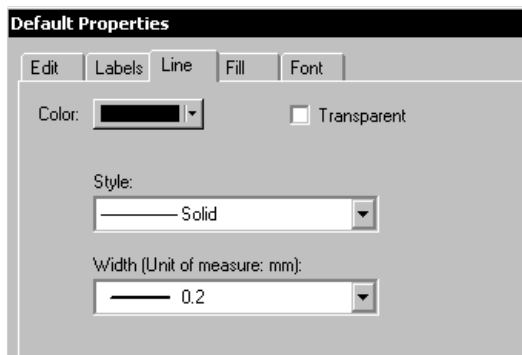 Default Properties
Edit Labels Line Fill Font
Color: Transparent
Style:
Solid
Width (Unit of measure: mm):
0.2